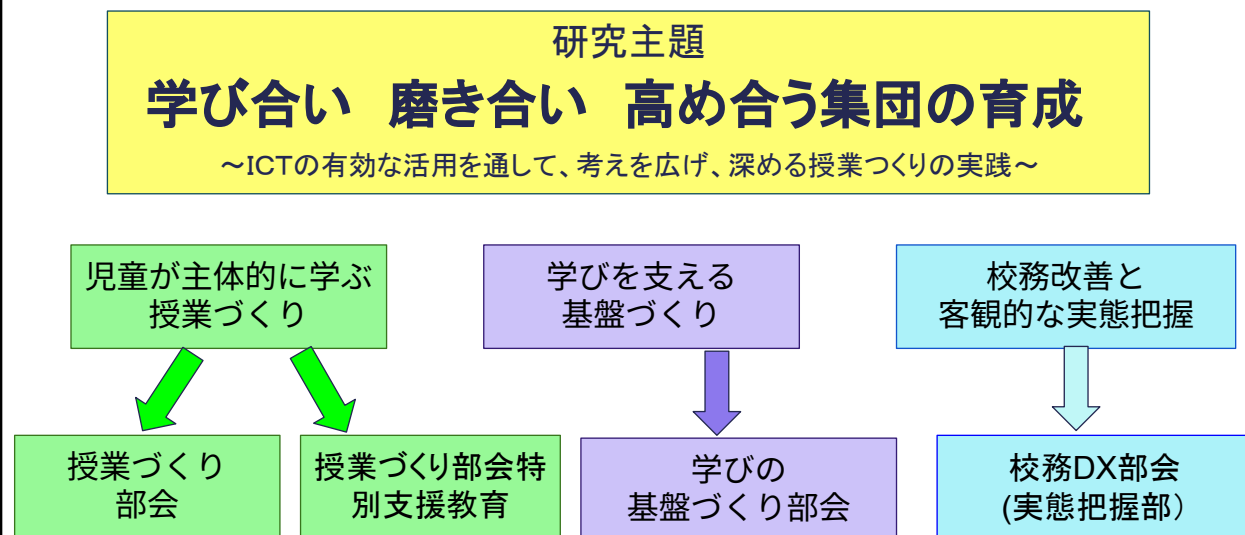 研究主題
学び合い 磨き合い 高め合う集団の育成
～ICTの有効な活用を通して、考えを広げ、深める授業つくりの実践～
児童が主体的に学ぶ
授業づくり
学びを支える
基盤づくり
校務改善と
客観的な実態把握
授業づくり
部会
授業づくり部会特
別支援教育
学びの
基盤づくり部会
校務DX部会
(実態把握部）